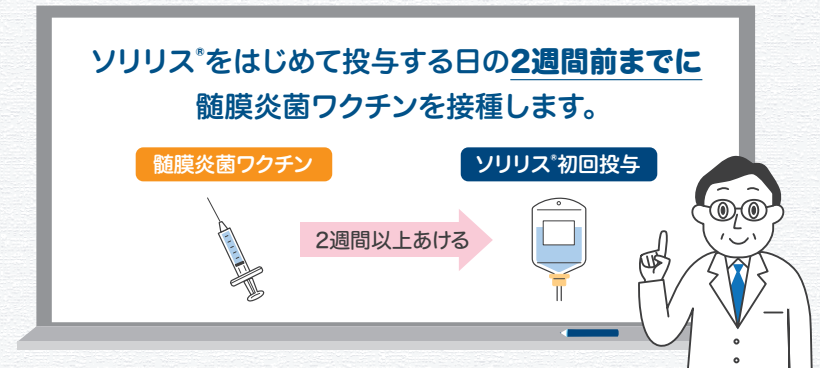 ソリリス®をはじめて投与する日の2週間前までに
髄膜炎菌ワクチンを接種します。
髄膜炎菌ワクチン
ソリリス®初回投与
2週間以上あける